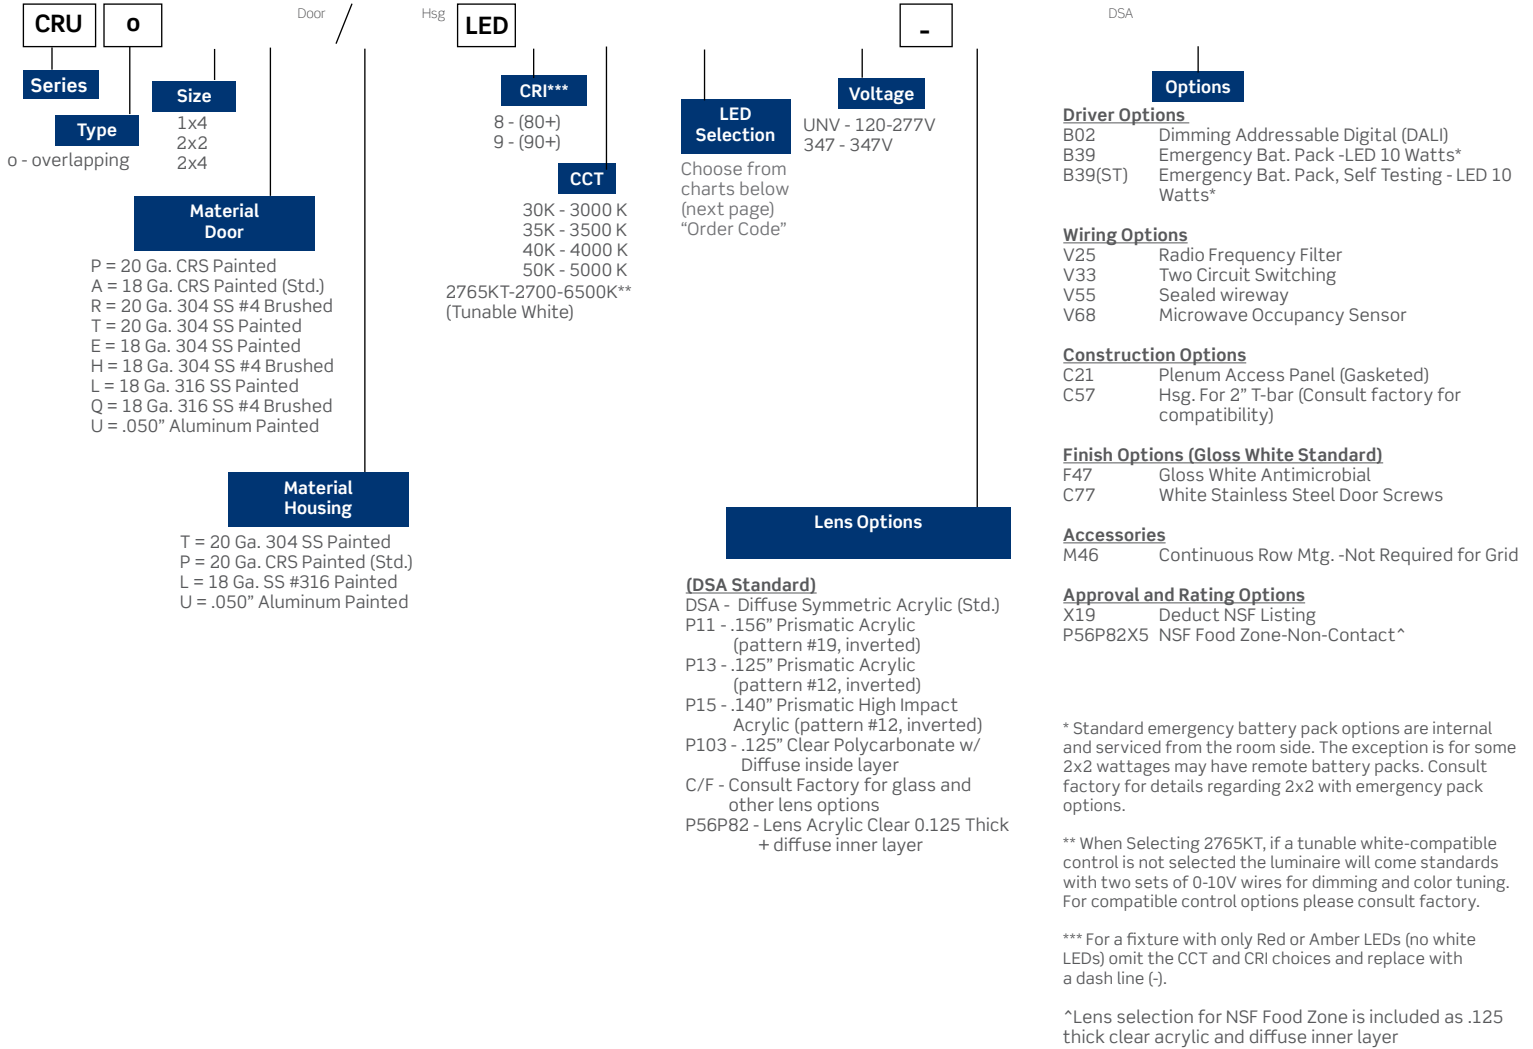 CRU
o
Door
/
Hsg
LED
-
DSA
Series
Type
o - overlapping
Size
1x4
2x2
2x4
Material
Door
P = 20 Ga. CRS Painted
A = 18 Ga. CRS Painted (Std.)
R = 20 Ga. 304 SS #4 Brushed
T = 20 Ga. 304 SS Painted
E = 18 Ga. 304 SS Painted
H = 18 Ga. 304 SS #4 Brushed
L = 18 Ga. 316 SS Painted
Q = 18 Ga. 316 SS #4 Brushed
U = .050” Aluminum Painted
Material
Housing
T = 20 Ga. 304 SS Painted
P = 20 Ga. CRS Painted (Std.)
L = 18 Ga. SS #316 Painted
U = .050” Aluminum Painted
CRI***
8 - (80+)
9 - (90+)
CCT
30K - 3000 K
35K - 3500 K
40K - 4000 K
50K - 5000 K
2765KT-2700-6500K**
(Tunable White)
LED
Selection
Choose from
charts below
(next page)
“Order Code”
Voltage
UNV - 120-277V
347 - 347V
Lens Options
(DSA Standard)
DSA - Diffuse Symmetric Acrylic (Std.)
P11 - .156” Prismatic Acrylic
(pattern #19, inverted)
P13 - .125” Prismatic Acrylic
(pattern #12, inverted)
P15 - .140” Prismatic High Impact
Acrylic (pattern #12, inverted)
P103 - .125” Clear Polycarbonate w/
Diffuse inside layer
C/F - Consult Factory for glass and
other lens options
P56P82 - Lens Acrylic Clear 0.125 Thick
+ diffuse inner layer
Options
Driver Options
B02 Dimming Addressable Digital (DALI)
B39 Emergency Bat. Pack -LED 10 Watts*
B39(ST) Emergency Bat. Pack, Self Testing - LED 10
Watts*
Wiring Options
V25 Radio Frequency Filter
V33 Two Circuit Switching
V55 Sealed wireway
V68 Microwave Occupancy Sensor
Construction Options
C21 Plenum Access Panel (Gasketed)
C57 Hsg. For 2” T-bar (Consult factory for
compatibility)
Finish Options (Gloss White Standard)
F47 Gloss White Antimicrobial
C77 White Stainless Steel Door Screws
Accessories
M46 Continuous Row Mtg. -Not Required for Grid
Approval and Rating Options
X19 Deduct NSF Listing
P56P82X5 NSF Food Zone-Non-Contact^
* Standard emergency battery pack options are internal
and serviced from the room side. The exception is for some
2x2 wattages may have remote battery packs. Consult
factory for details regarding 2x2 with emergency pack
options.
** When Selecting 2765KT, if a tunable white-compatible
control is not selected the luminaire will come standards
with two sets of 0-10V wires for dimming and color tuning.
For compatible control options please consult factory.
*** For a fixture with only Red or Amber LEDs (no white
LEDs) omit the CCT and CRI choices and replace with
a dash line (-).
^Lens selection for NSF Food Zone is included as .125
thick clear acrylic and diffuse inner layer